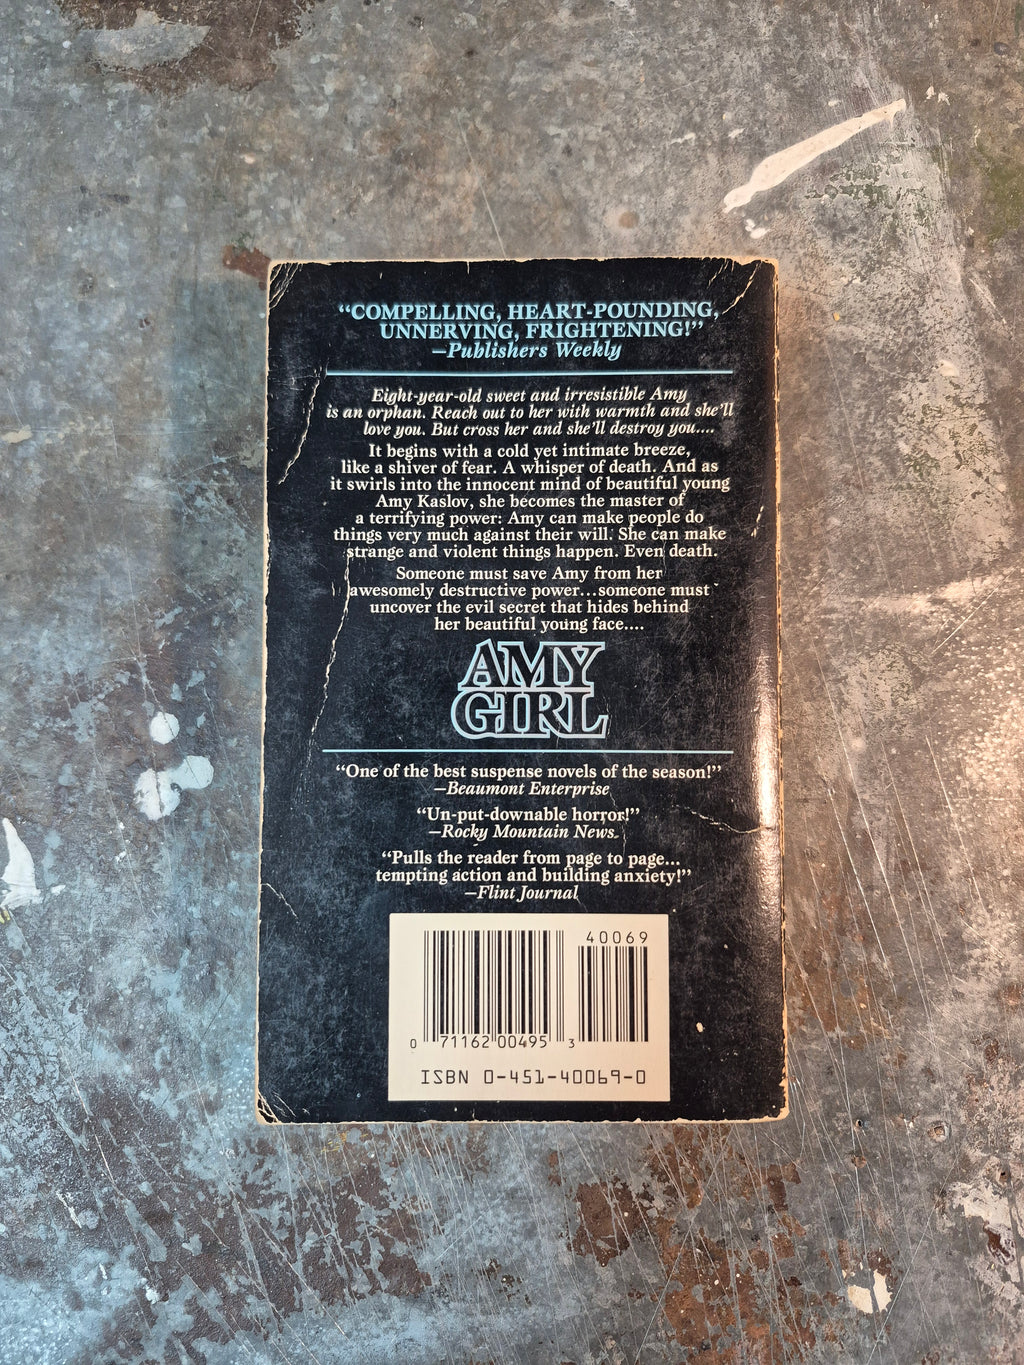 “COMPELLING, HEART-POUNDING,
UNNERVING, FRIGHTENING!”
—Publishers Weekly
Eight-year-old sweet and irresistible Amy
is an orphan. Reach out to her with warmth and she’ll
love you. But cross her and she’ll destroy you....
It begins with a cold yet intimate breeze,
like a shiver of fear. A whisper of death. And as
it swirls into the innocent mind of beautiful young
Amy Kaslov, she becomes the master of
a terrifying power: Amy can make people do
things very much against their will. She can make
strange and violent things happen. Even death.
Someone must save Amy from her
awesomely destructive power...someone must
uncover the evil secret that hides behind
her beautiful young face....
AMY
GIRL
“One of the best suspense novels of the season!”
—Beaumont Enterprise
“Un-put-downable horror!”
—Rocky Mountain News
“Pulls the reader from page to page...
tempting action and building anxiety!”
—Flint Journal
40069
0 71162 00495 3
ISBN 0-451-40069-0